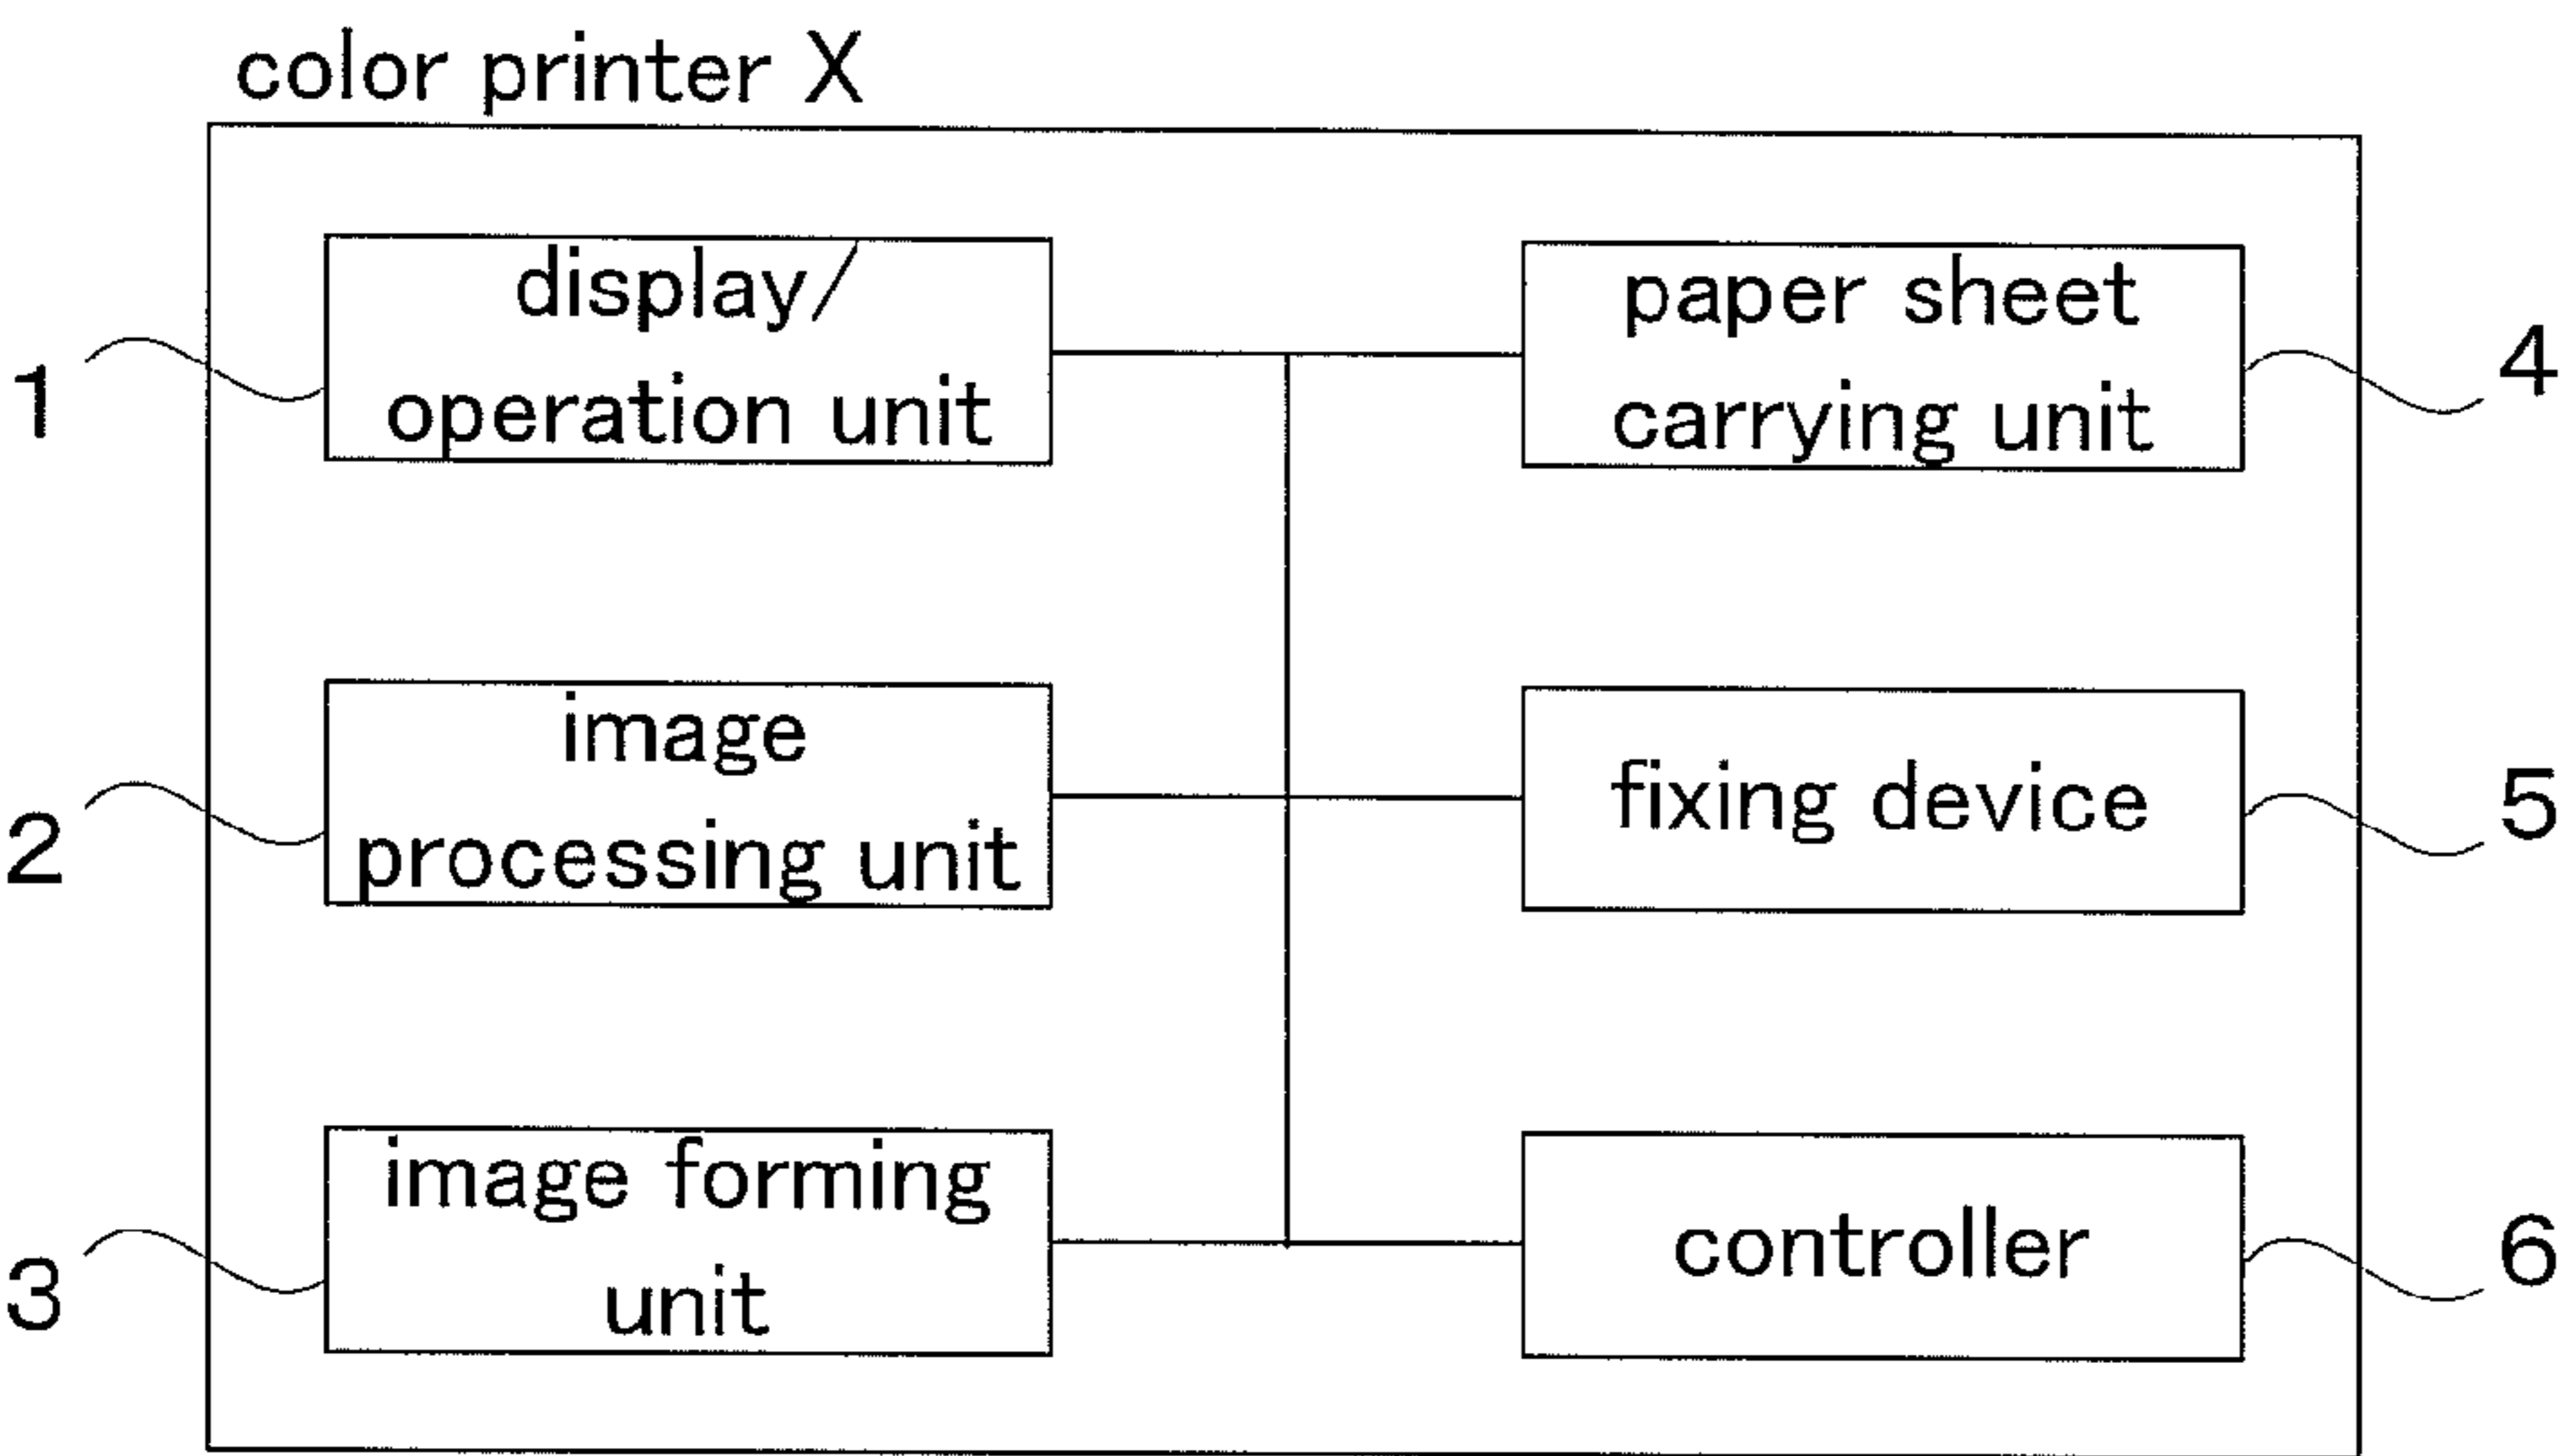 color printer X
1
display/
operation unit
paper sheet
carrying unit
4
2
image
processing unit
fixing device
5
3
image forming
unit
controller
6